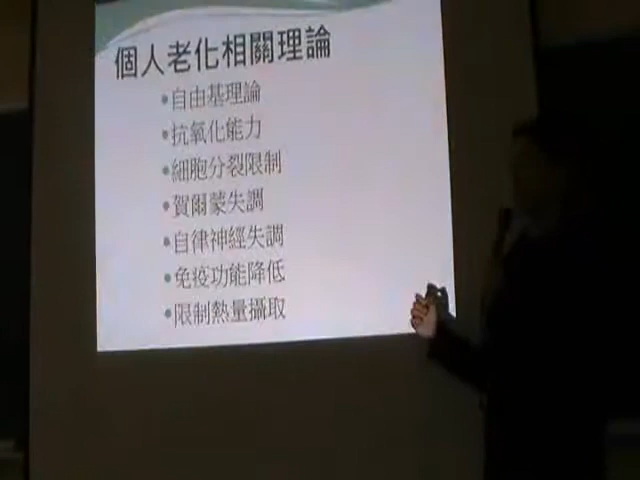 個人老化相關理論
•自由基理論
•抗氧化能力
•細胞分裂限制
•賀爾蒙失調
•自律神經失調
•免疫功能降低
•限制熱量攝取